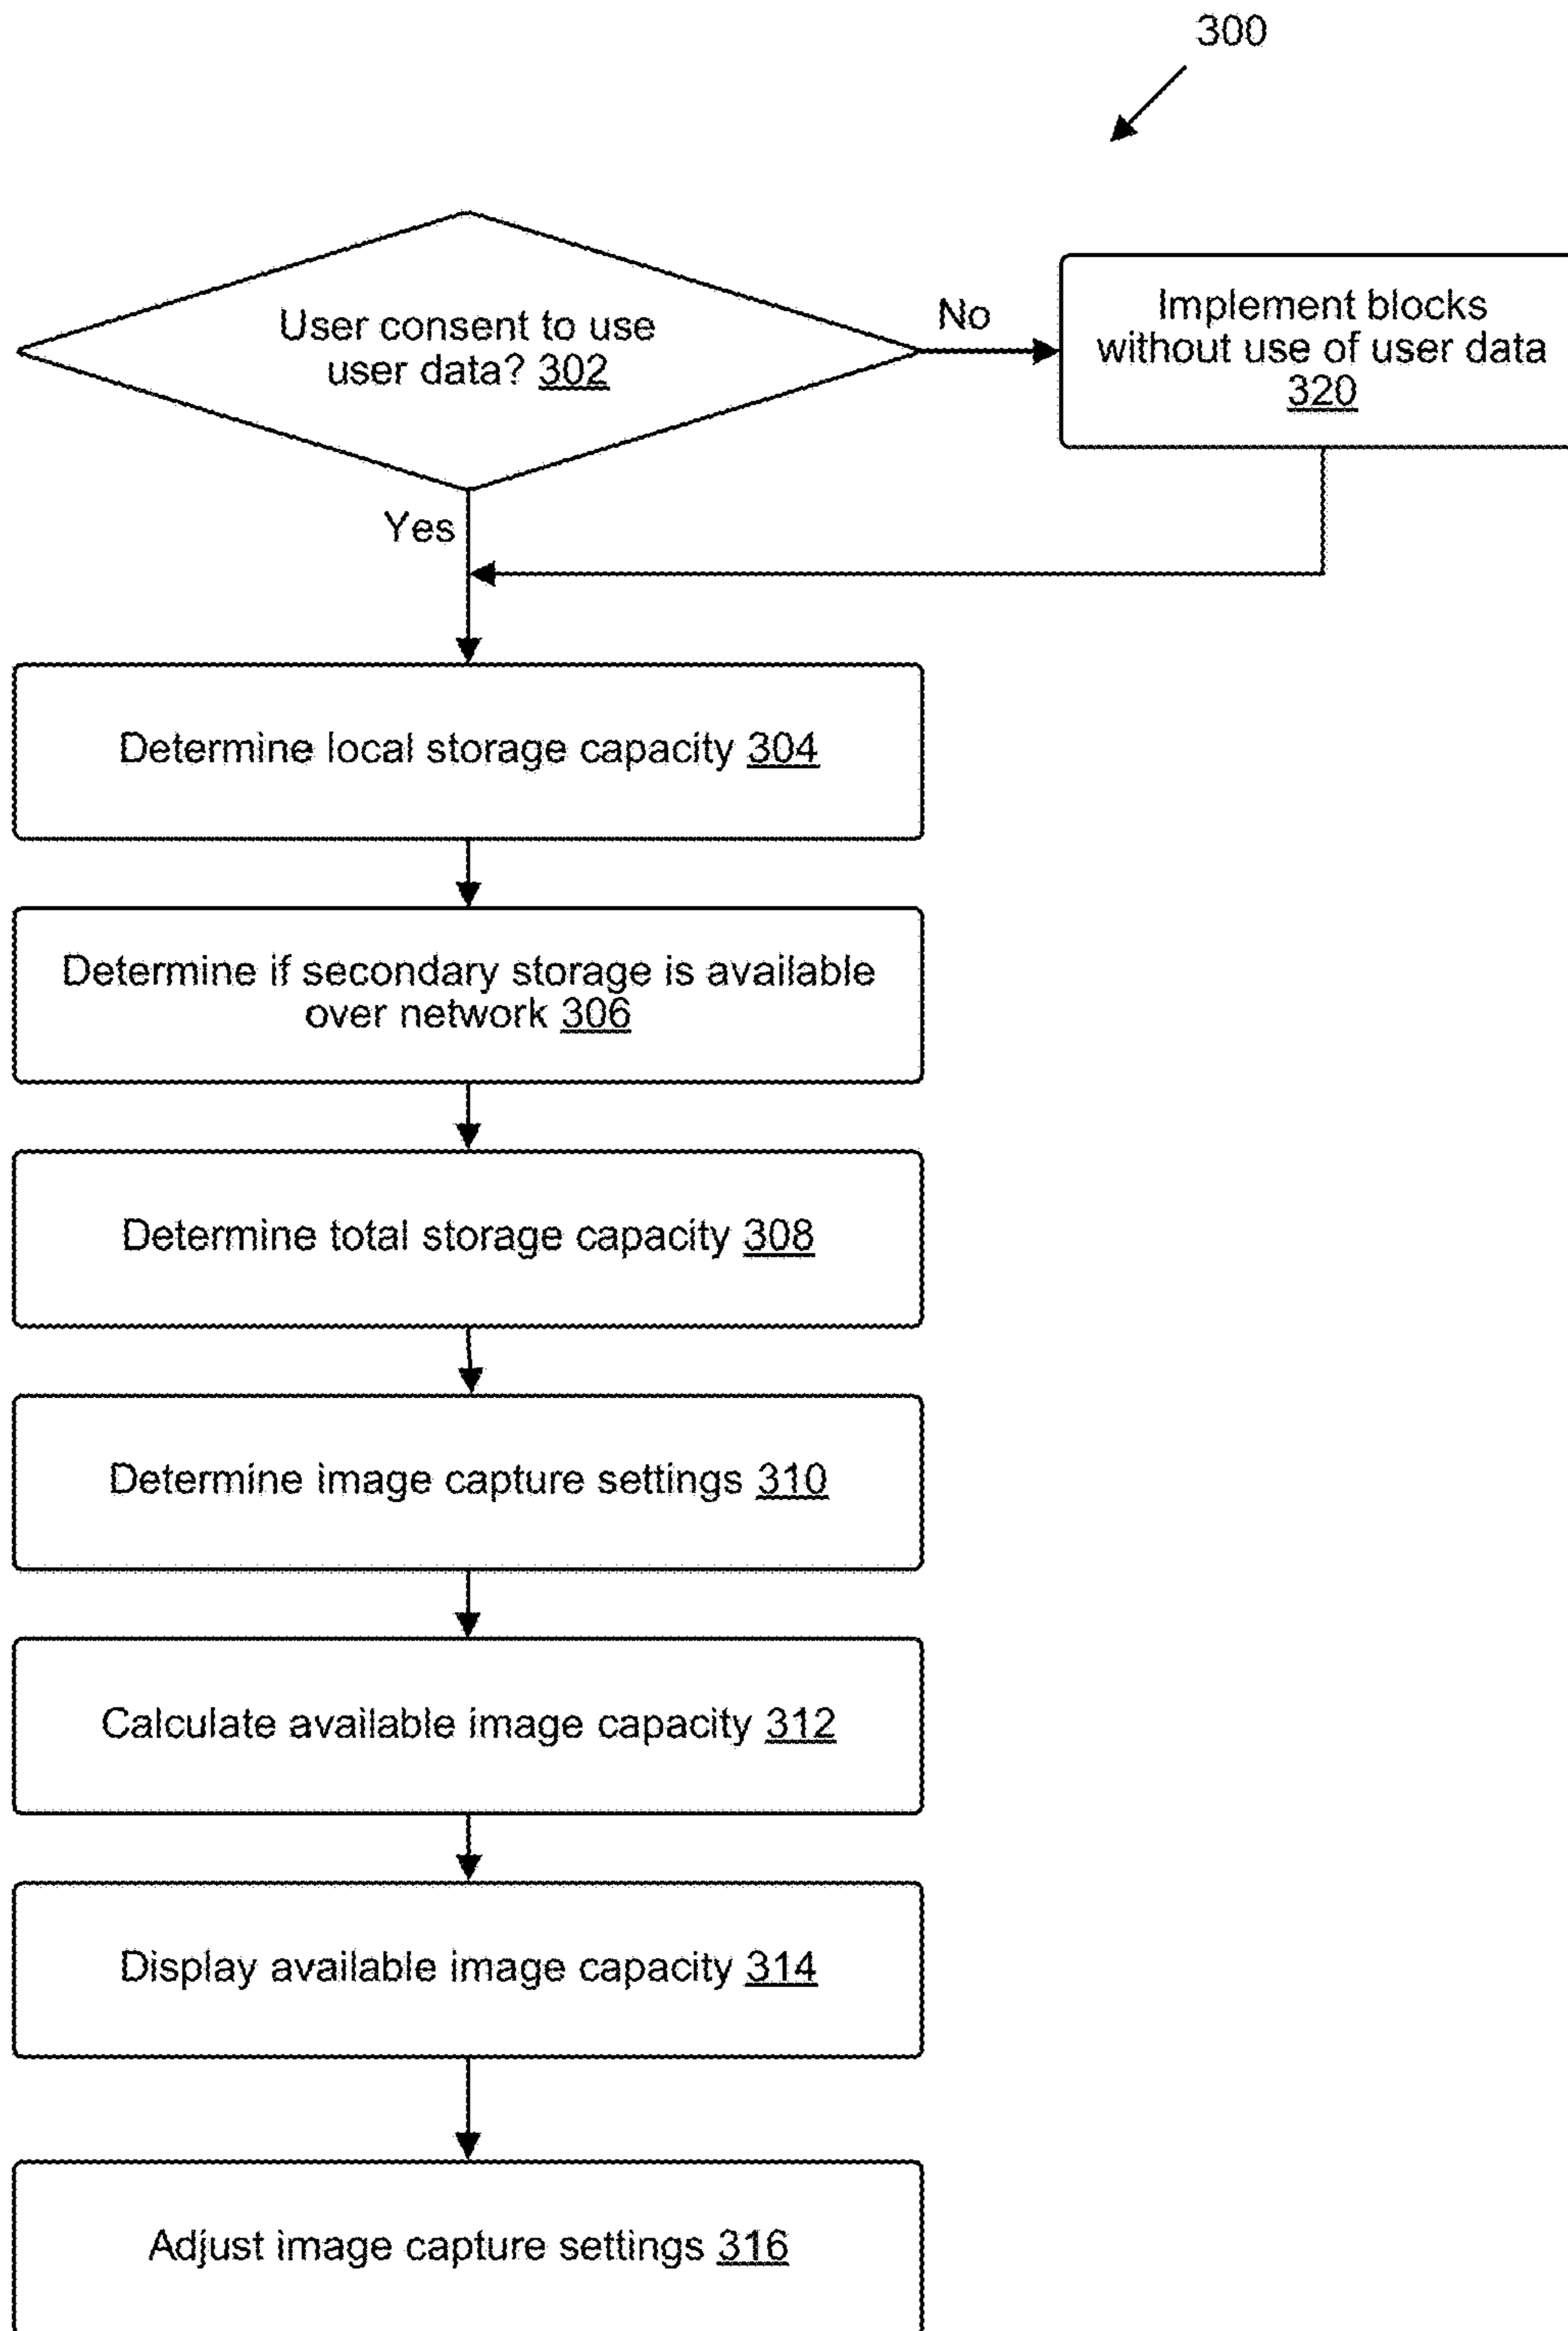 300
User consent to use
user data? 302
No
Implement blocks
without use of user data
320
Yes
Determine local storage capacity 304
Determine if secondary storage is available
over network 306
Determine total storage capacity 308
Determine image capture settings 310
Calculate available image capacity 312
Display available image capacity 314
Adjust image capture settings 316